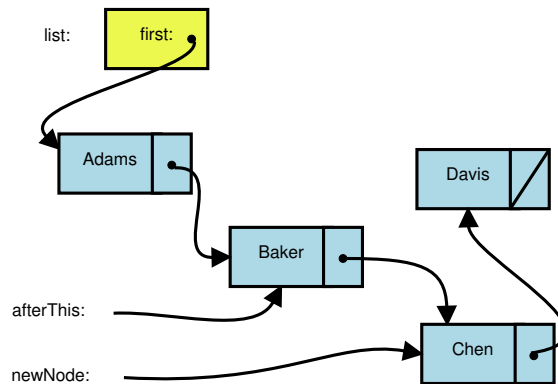 list: first:
Adams
Davis
Baker
afterThis:
Chen
newNode: